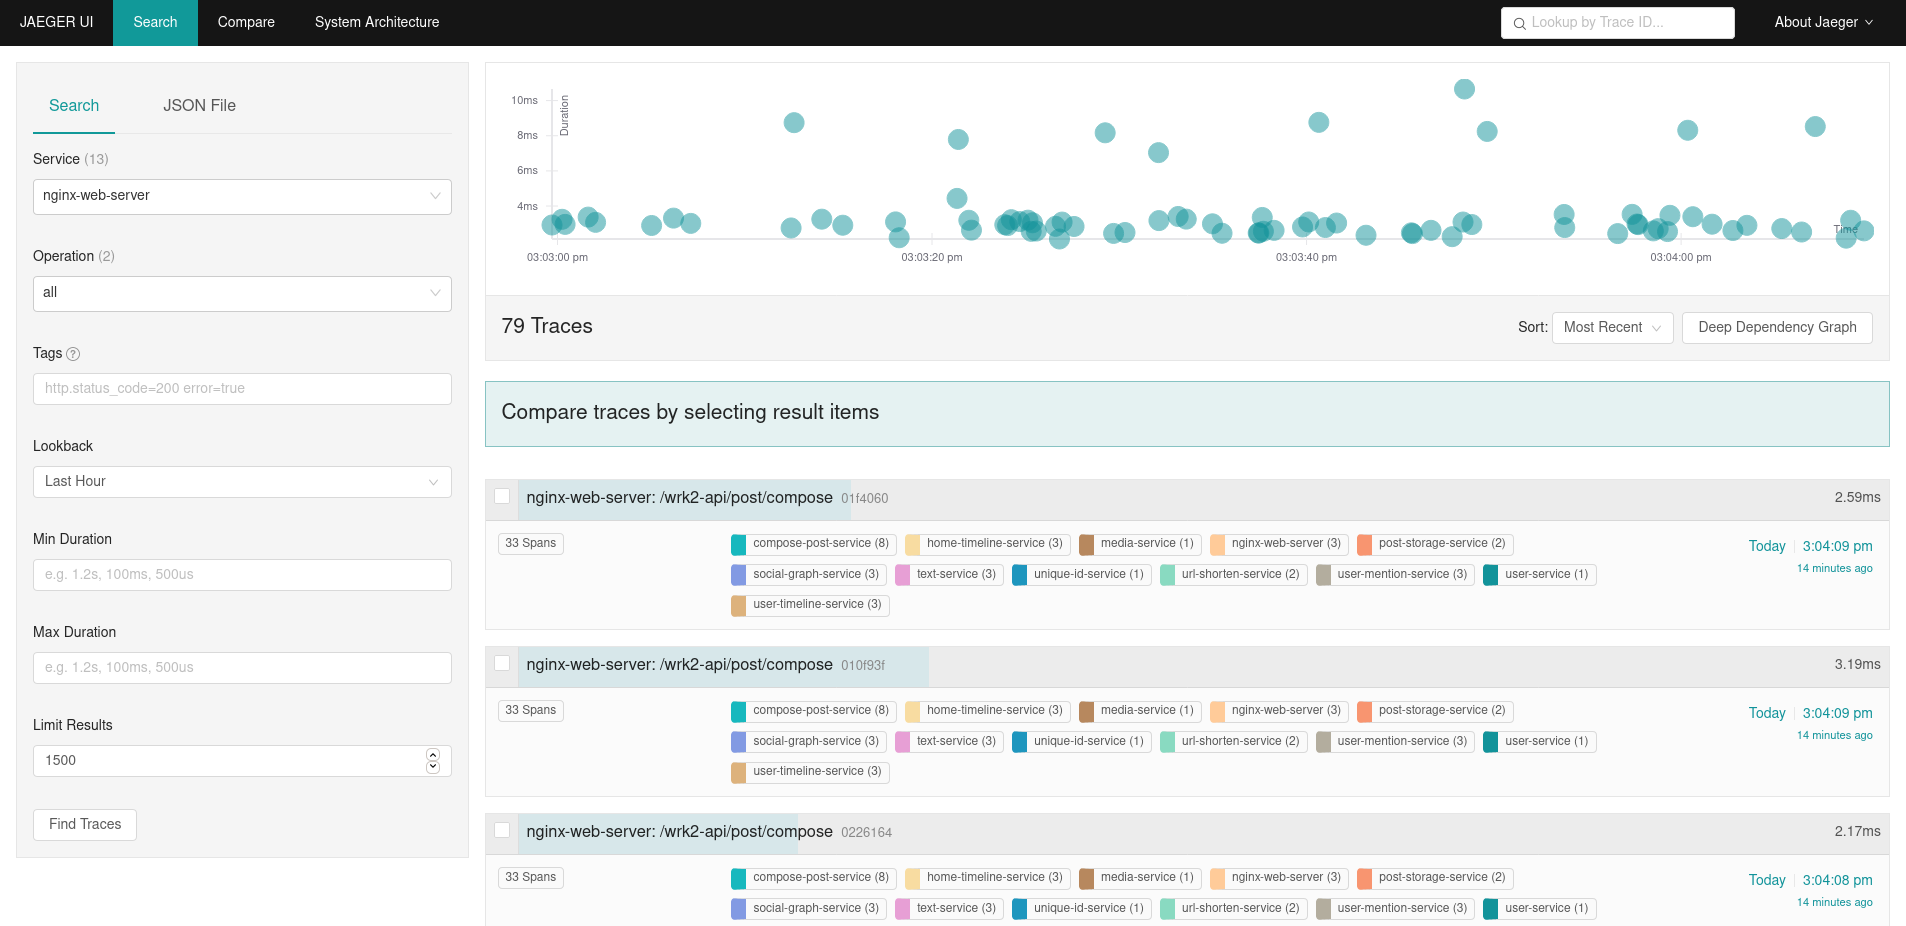 JAEGER UI Search Compare System Architecture Lookup by Trace ID... About Jaeger
Search JSON File
Service (13)
nginx-web-server
Operation (2)
all
Tags ?
http.status_code=200 error=true
Lookback
Last Hour
Min Duration
e.g. 1.2s, 100ms, 500us
Max Duration
e.g. 1.2s, 100ms, 500us
Limit Results
1500
Find Traces
Duration
10ms
8ms
6ms
4ms
Time
03:03:00 pm 03:03:20 pm 03:03:40 pm 03:04:00 pm
79 Traces Sort: Most Recent Deep Dependency Graph
Compare traces by selecting result items
nginx-web-server: /wrk2-api/post/compose 01f4060 2.59ms
33 Spans compose-post-service (8) home-timeline-service (3) media-service (1) nginx-web-server (3) post-storage-service (2) Today 3:04:09 pm
social-graph-service (3) text-service (3) unique-id-service (1) url-shorten-service (2) user-mention-service (3) user-service (1) 14 minutes ago
user-timeline-service (3)
nginx-web-server: /wrk2-api/post/compose 010f93f 3.19ms
33 Spans compose-post-service (8) home-timeline-service (3) media-service (1) nginx-web-server (3) post-storage-service (2) Today 3:04:09 pm
social-graph-service (3) text-service (3) unique-id-service (1) url-shorten-service (2) user-mention-service (3) user-service (1) 14 minutes ago
user-timeline-service (3)
nginx-web-server: /wrk2-api/post/compose 0226164 2.17ms
33 Spans compose-post-service (8) home-timeline-service (3) media-service (1) nginx-web-server (3) post-storage-service (2) Today 3:04:08 pm
social-graph-service (3) text-service (3) unique-id-service (1) url-shorten-service (2) user-mention-service (3) user-service (1) 14 minutes ago